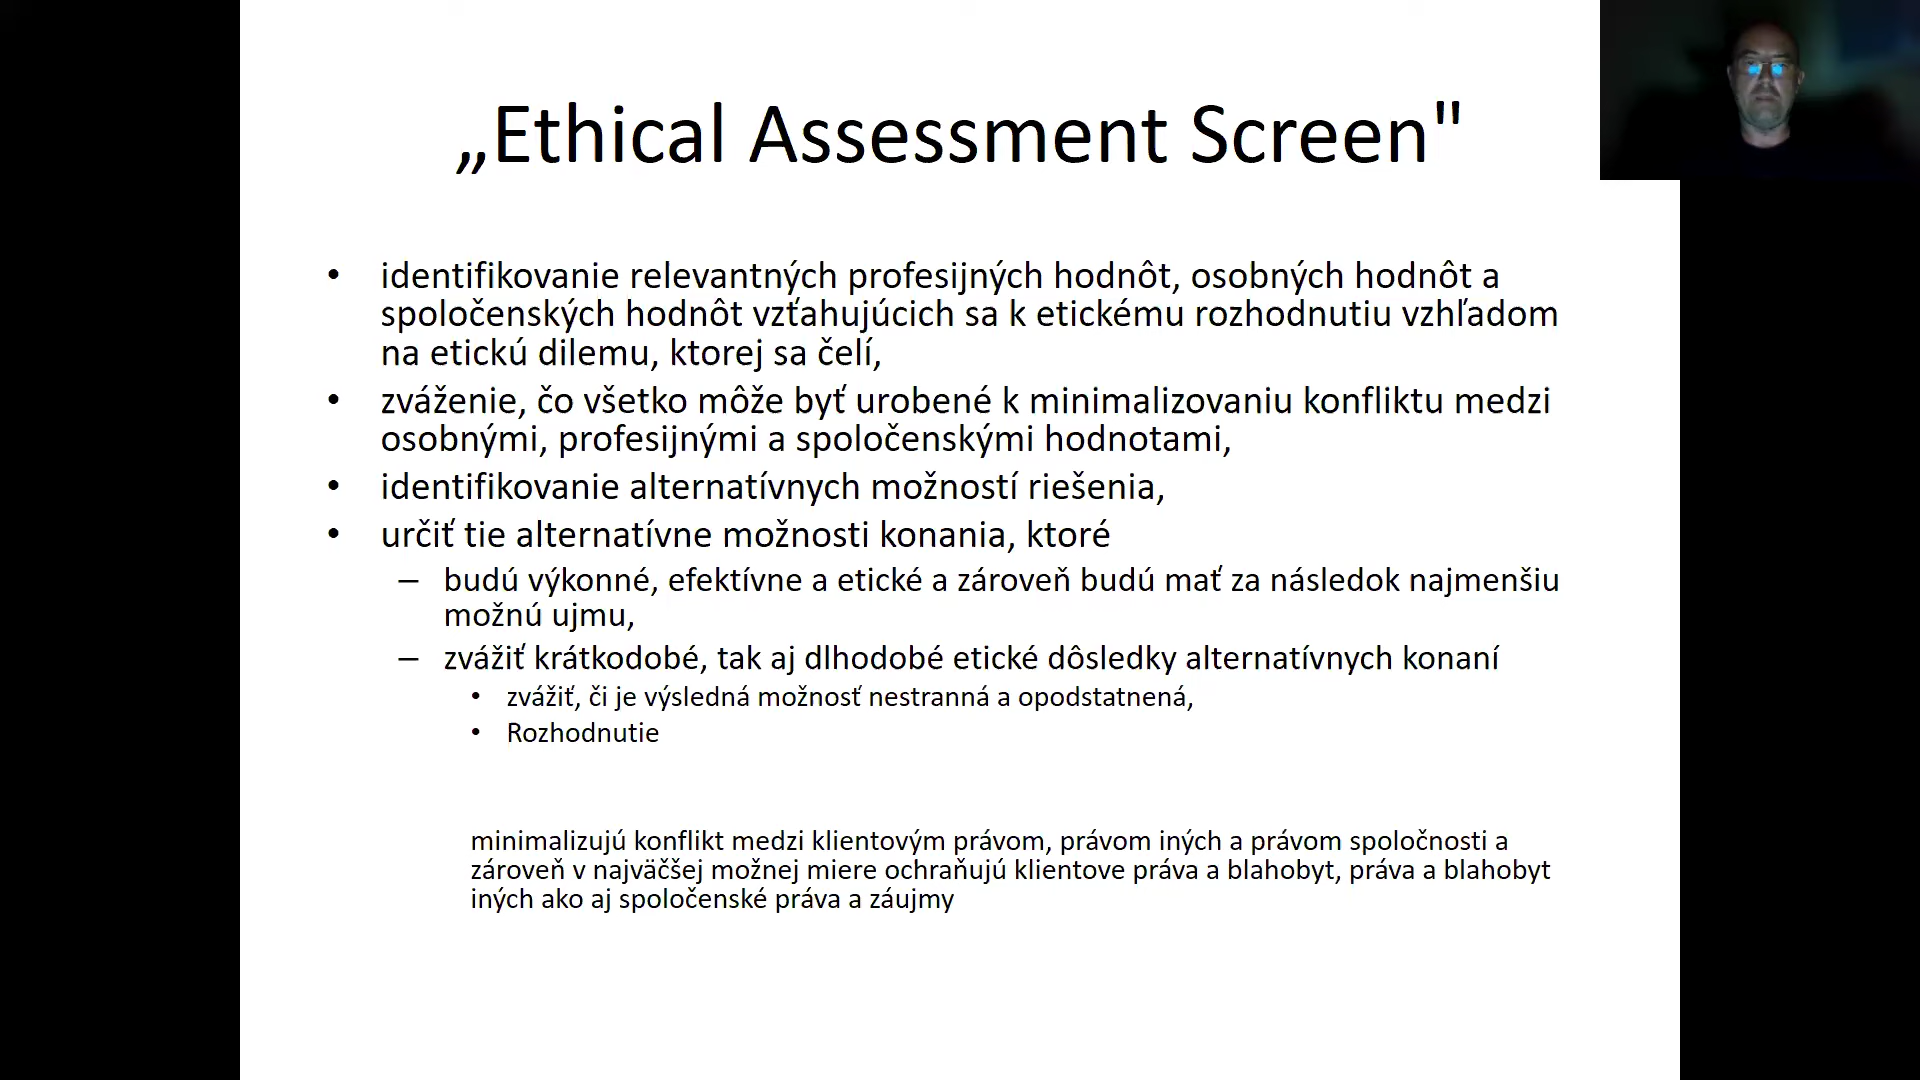 „Ethical Assessment Screen"
• identifikovanie relevantných profesijných hodnôt, osobných hodnôt a
spoločenských hodnôt vzťahujúcich sa k etickému rozhodnutiu vzhľadom
na etickú dilemu, ktorej sa čelí,
• zváženie, čo všetko môže byť urobené k minimalizovaniu konfliktu medzi
osobnými, profesijnými a spoločenskými hodnotami,
• identifikovanie alternatívnych možností riešenia,
• určiť tie alternatívne možnosti konania, ktoré
– budú výkonné, efektívne a etické a zároveň budú mať za následok najmenšiu
možnú ujmu,
– zvážiť krátkodobé, tak aj dlhodobé etické dôsledky alternatívnych konaní
• zvážiť, či je výsledná možnosť nestranná a opodstatnená,
• Rozhodnutie
minimalizujú konflikt medzi klientovým právom, právom iných a právom spoločnosti a
zároveň v najväčšej možnej miere ochraňujú klientove práva a blahobyt, práva a blahobyt
iných ako aj spoločenské práva a záujmy